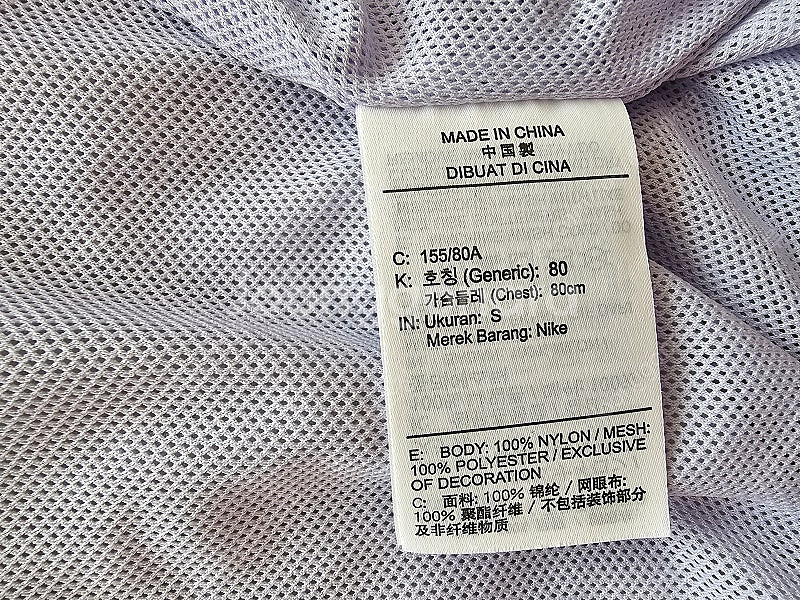 MADE IN CHINA
中国製
DIBUAT DI CINA
C: 155/80A
K: 호칭 (Generic): 80
가슴둘레 (Chest): 80cm
IN: Ukuran: S
Merek Barang: Nike
E: BODY: 100% NYLON / MESH:
100% POLYESTER / EXCLUSIVE
OF DECORATION
C: 面料: 100% 锦纶 / 网眼布:
100% 聚酯纤维 / 不包括装饰部分
及非纤维物质